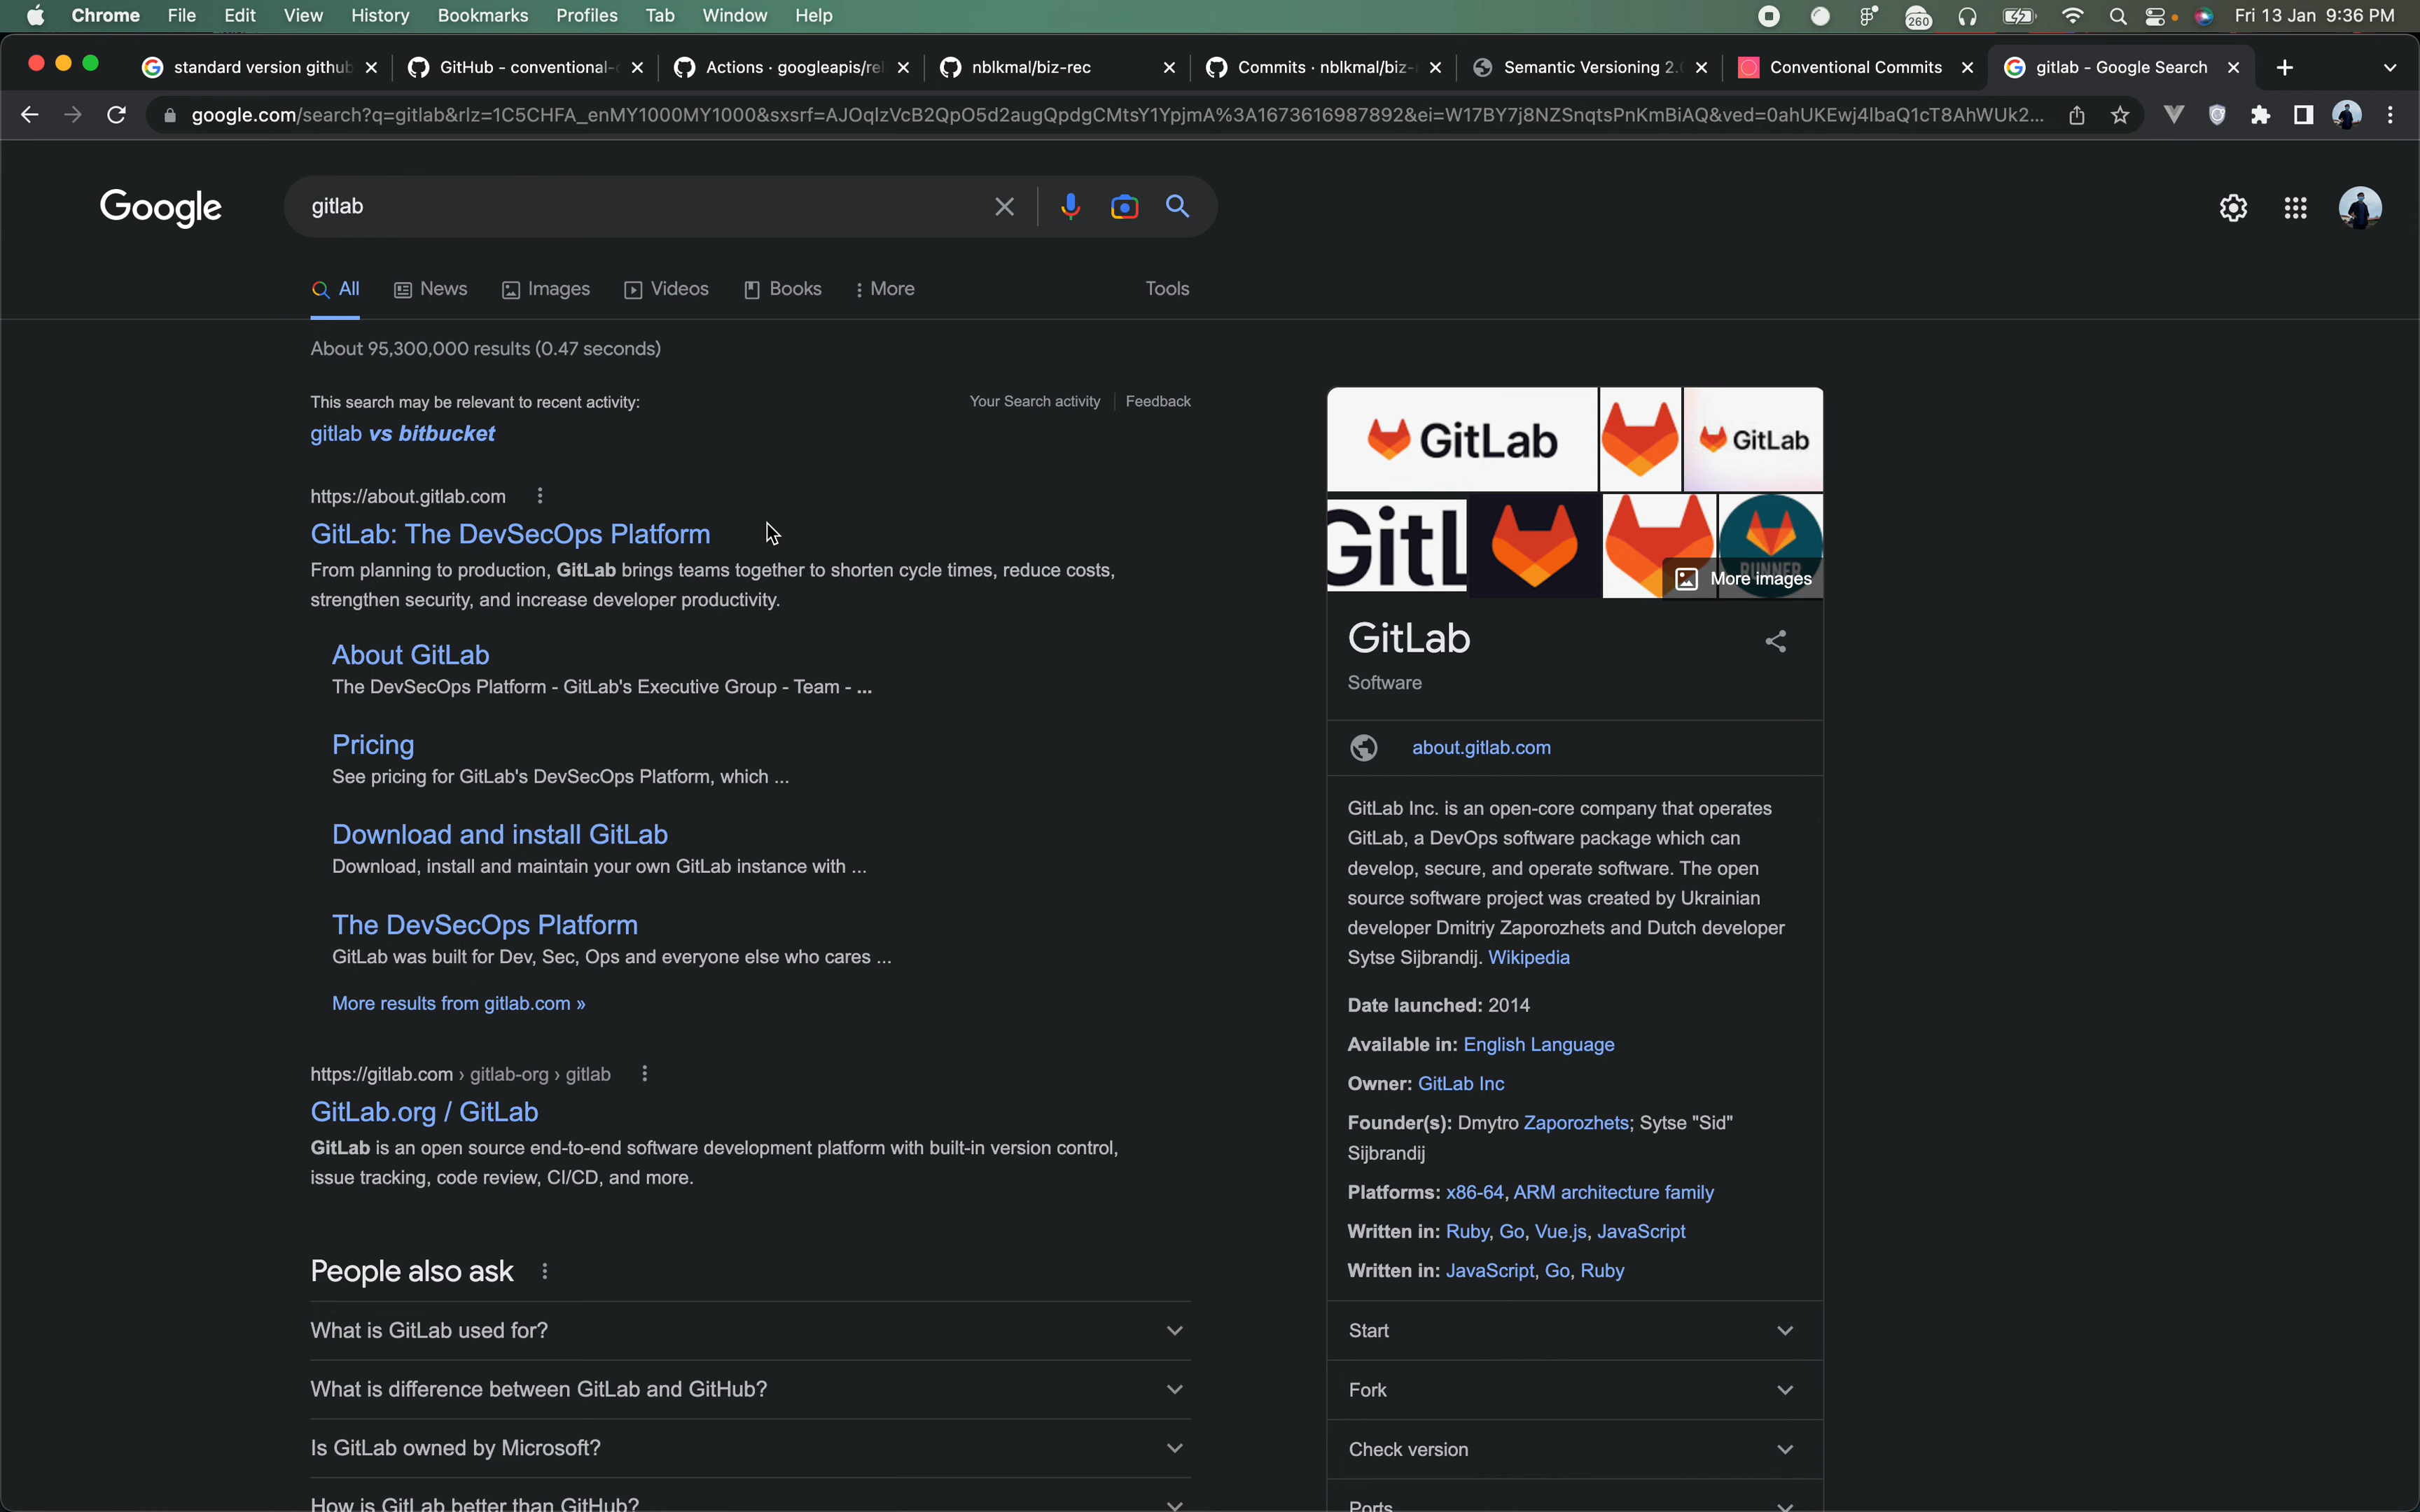 Chrome File Edit View History Bookmarks Profiles Tab Window Help
260
Fri 13 Jan 9:36 PM
standard version github
GitHub - conventional-
Actions · googleapis/rel
nblkmal/biz-rec
Commits · nblkmal/biz-
Semantic Versioning 2.
Conventional Commits
gitlab - Google Search
google.com/search?q=gitlab&rlz=1C5CHFA_enMY1000MY1000&sxsrf=AJOqlzVcB2QpO5d2augQpdgCMtsY1YpjmA%3A1673616987892&ei=W17BY7j8NZSnqtsPnKmBiAQ&ved=0ahUKEwj4lbaQ1cT8AhWUk2...
Google
gitlab
All News Images Videos Books More Tools
About 95,300,000 results (0.47 seconds)
This search may be relevant to recent activity:
Your Search activity Feedback
gitlab vs bitbucket
https://about.gitlab.com
GitLab: The DevSecOps Platform
From planning to production, GitLab brings teams together to shorten cycle times, reduce costs,
strengthen security, and increase developer productivity.
About GitLab
The DevSecOps Platform - GitLab's Executive Group - Team - ...
Pricing
See pricing for GitLab's DevSecOps Platform, which ...
Download and install GitLab
Download, install and maintain your own GitLab instance with ...
The DevSecOps Platform
GitLab was built for Dev, Sec, Ops and everyone else who cares ...
More results from gitlab.com »
https://gitlab.com › gitlab-org › gitlab
GitLab.org / GitLab
GitLab is an open source end-to-end software development platform with built-in version control,
issue tracking, code review, CI/CD, and more.
People also ask
What is GitLab used for?
What is difference between GitLab and GitHub?
Is GitLab owned by Microsoft?
How is GitLab better than GitHub?
GitLab
GitLab
GitL
RUNNER
More images
GitLab
Software
about.gitlab.com
GitLab Inc. is an open-core company that operates
GitLab, a DevOps software package which can
develop, secure, and operate software. The open
source software project was created by Ukrainian
developer Dmitriy Zaporozhets and Dutch developer
Sytse Sijbrandij. Wikipedia
Date launched: 2014
Available in: English Language
Owner: GitLab Inc
Founder(s): Dmytro Zaporozhets; Sytse "Sid"
Sijbrandij
Platforms: x86-64, ARM architecture family
Written in: Ruby, Go, Vue.js, JavaScript
Written in: JavaScript, Go, Ruby
Start
Fork
Check version
Ports